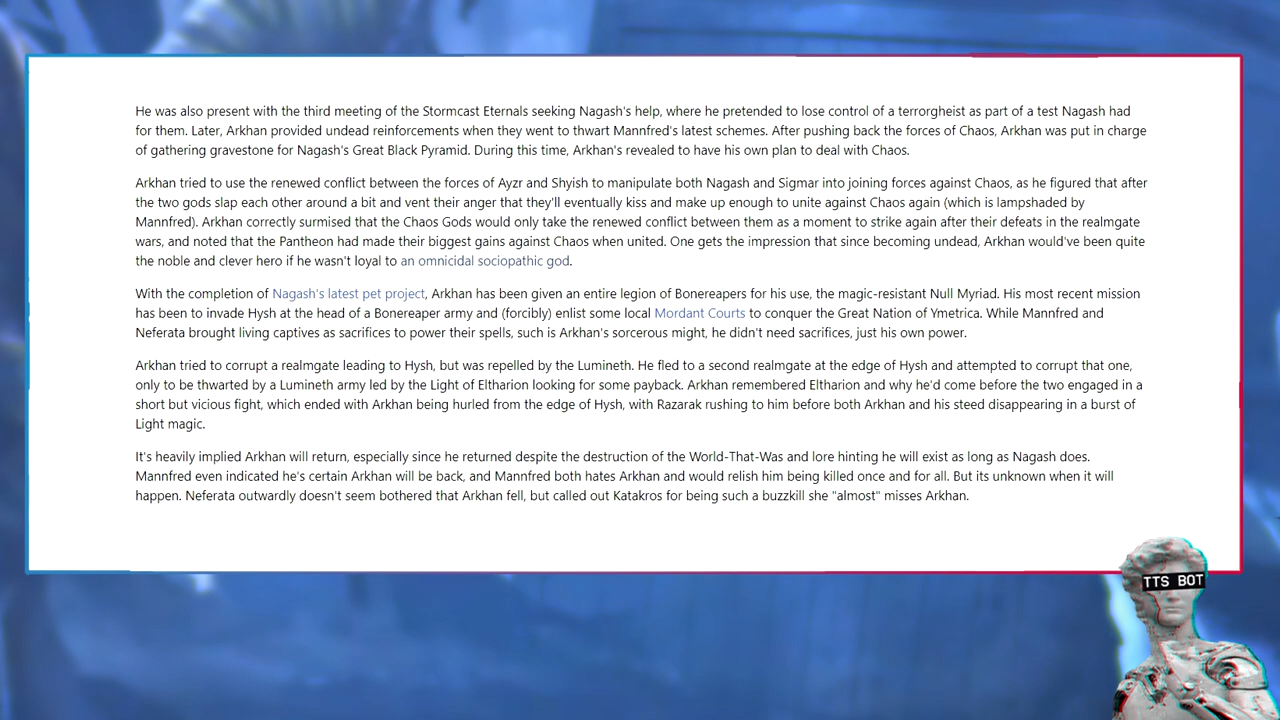 He was also present with the third meeting of the Stormcast Eternals seeking Nagash's help, where he pretended to lose control of a terrorgheist as part of a test Nagash had
for them. Later, Arkhan provided undead reinforcements when they went to thwart Mannfred's latest schemes. After pushing back the forces of Chaos, Arkhan was put in charge
of gathering gravestone for Nagash's Great Black Pyramid. During this time, Arkhan's revealed to have his own plan to deal with Chaos.
Arkhan tried to use the renewed conflict between the forces of Ayzr and Shyish to manipulate both Nagash and Sigmar into joining forces against Chaos, as he figured that after
the two gods slap each other around a bit and vent their anger that they'll eventually kiss and make up enough to unite against Chaos again (which is lampshaded by
Mannfred). Arkhan correctly surmised that the Chaos Gods would only take the renewed conflict between them as a moment to strike again after their defeats in the realmgate
wars, and noted that the Pantheon had made their biggest gains against Chaos when united. One gets the impression that since becoming undead, Arkhan would've been quite
the noble and clever hero if he wasn't loyal to an omnicidal sociopathic god.
With the completion of Nagash's latest pet project, Arkhan has been given an entire legion of Bonereapers for his use, the magic-resistant Null Myriad. His most recent mission
has been to invade Hysh at the head of a Bonereaper army and (forcibly) enlist some local Mordant Courts to conquer the Great Nation of Ymetrica. While Mannfred and
Neferata brought living captives as sacrifices to power their spells, such is Arkhan's sorcerous might, he didn't need sacrifices, just his own power.
Arkhan tried to corrupt a realmgate leading to Hysh, but was repelled by the Lumineth. He fled to a second realmgate at the edge of Hysh and attempted to corrupt that one,
only to be thwarted by a Lumineth army led by the Light of Eltharion looking for some payback. Arkhan remembered Eltharion and why he'd come before the two engaged in a
short but vicious fight, which ended with Arkhan being hurled from the edge of Hysh, with Razarak rushing to him before both Arkhan and his steed disappearing in a burst of
Light magic.
It's heavily implied Arkhan will return, especially since he returned despite the destruction of the World-That-Was and lore hinting he will exist as long as Nagash does.
Mannfred even indicated he's certain Arkhan will be back, and Mannfred both hates Arkhan and would relish him being killed once and for all. But its unknown when it will
happen. Neferata outwardly doesn't seem bothered that Arkhan fell, but called out Katakros for being such a buzzkill she "almost" misses Arkhan.
TTS BOT